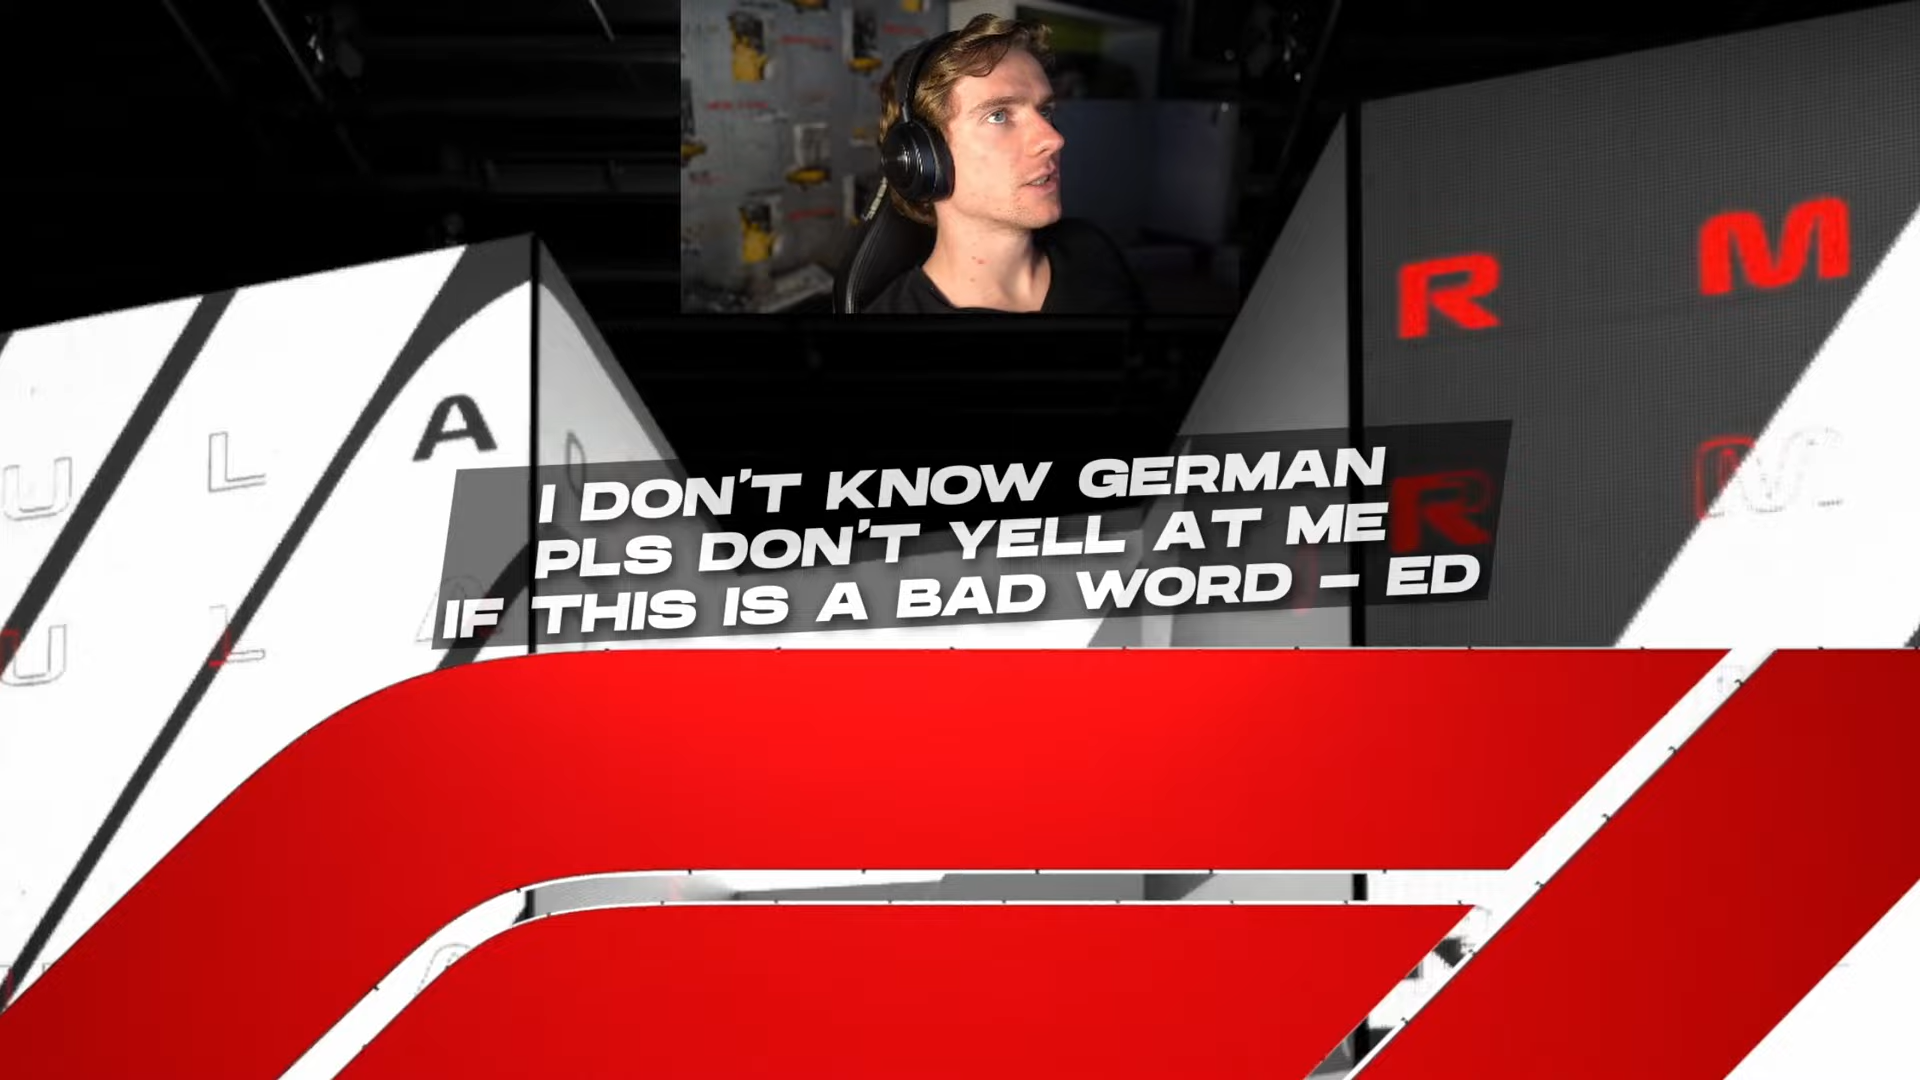 R M
A
U L
I DON'T KNOW GERMAN
PLS DON'T YELL AT ME
IF THIS IS A BAD WORD – ED
R M
U L A